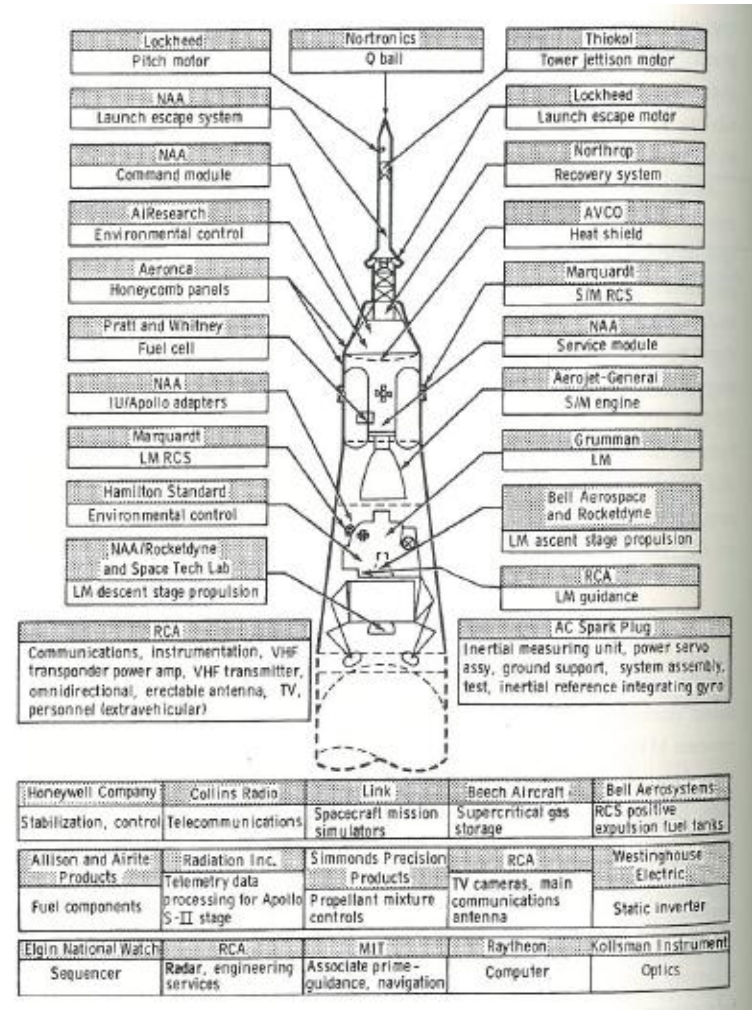 Lockheed
Pitch motor
Nortronics
Q ball
Thiokol
Tower jettison motor
NAA
Launch escape system
Lockheed
Launch escape motor
NAA
Command module
Northrop
Recovery system
AiResearch
Environmental control
AVCO
Heat shield
Aeronca
Honeycomb panels
Marquardt
S/M RCS
Pratt and Whitney
Fuel cell
NAA
Service module
NAA
IU/Apollo adapters
Aerojet-General
S/M engine
Marquardt
LM RCS
Grumman
LM
Hamilton Standard
Environmental control
Bell Aerospace
and Rocketdyne
LM ascent stage propulsion
NAA/Rocketdyne
and Space Tech Lab
LM descent stage propulsion
RCA
LM guidance
RCA
Communications, instrumentation, VHF
transponder power amp, VHF transmitter,
omnidirectional, erectable antenna, TV,
personnel (extravehicular)
AC Spark Plug
Inertial measuring unit, power servo
assy, ground support, system assembly,
test, inertial reference integrating gyro
Honeywell Company
Stabilization, control
Collins Radio
Telecommunications
Link
Spacecraft mission
simulators
Beech Aircraft
Supercritical gas
storage
Bell Aerosystems
RCS positive
expulsion fuel tanks
Allison and Airite
Products
Fuel components
Radiation Inc.
Telemetry data
processing for Apollo
S-II stage
Simmonds Precision
Products
Propellant mixture
controls
RCA
TV cameras, main
communications
antenna
Westinghouse
Electric
Static inverter
Elgin National Watch
Sequencer
RCA
Radar, engineering
services
MIT
Associate prime-
guidance, navigation
Raytheon
Computer
Kollsman Instrument
Optics